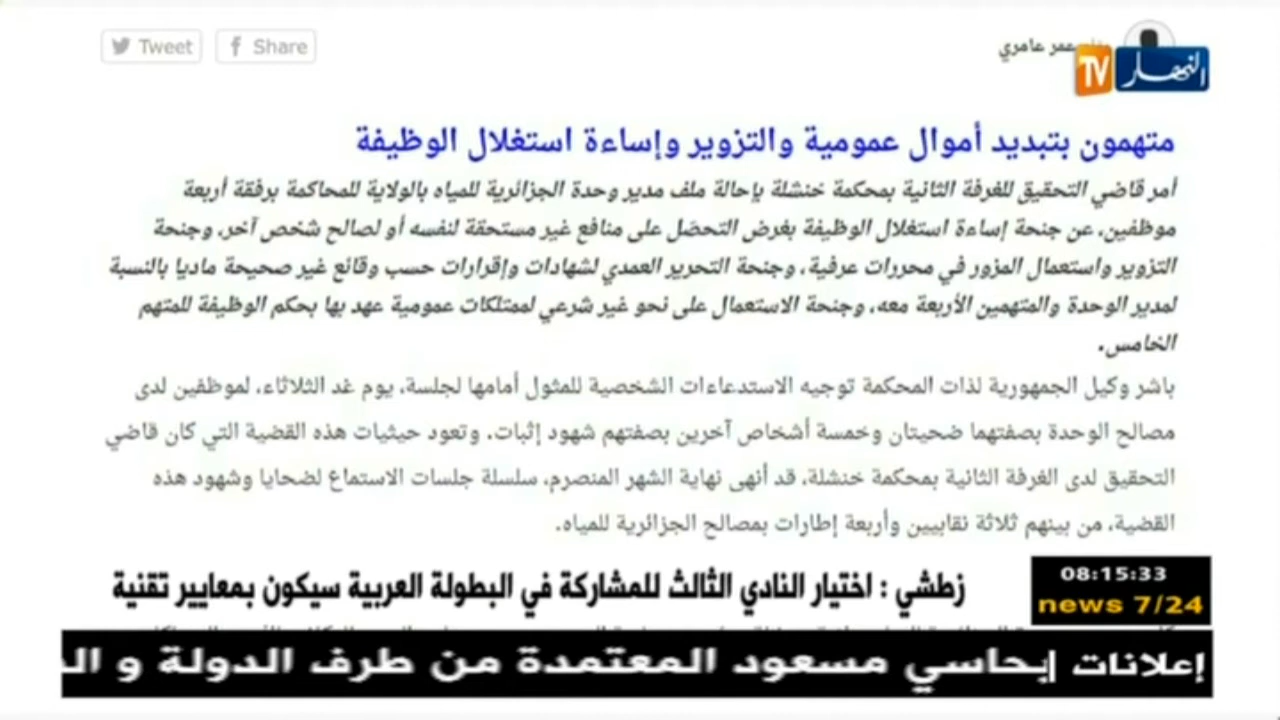 Tweet
Share
عمر عامري
النهار TV
متهمون بتبديد أموال عمومية والتزوير وإساءة استغلال الوظيفة
أمر قاضي التحقيق للغرفة الثانية بمحكمة خنشلة بإحالة ملف مدير وحدة الجزائرية للمياه بالولاية للمحاكمة برفقة أربعة
موظفين، عن جنحة إساءة استغلال الوظيفة بغرض التحصّل على منافع غير مستحقة لنفسه أو لصالح شخص آخر، وجنحة
التزوير واستعمال المزور في محررات عرفية، وجنحة التحرير العمدي لشهادات وإقرارات حسب وقائع غير صحيحة ماديا بالنسبة
لمدير الوحدة والمتهمين الأربعة معه، وجنحة الاستعمال على نحو غير شرعي لممتلكات عمومية عهد بها بحكم الوظيفة للمتهم
الخامس.
باشر وكيل الجمهورية لذات المحكمة توجيه الاستدعاءات الشخصية للمثول أمامها لجلسة، يوم غد الثلاثاء، لموظفين لدى
مصالح الوحدة بصفتهما ضحيتان وخمسة أشخاص آخرين بصفتهم شهود إثبات. وتعود حيثيات هذه القضية التي كان قاضي
التحقيق لدى الغرفة الثانية بمحكمة خنشلة، قد أنهى نهاية الشهر المنصرم، سلسلة جلسات الاستماع لضحايا وشهود هذه
القضية، من بينهم ثلاثة نقابيين وأربعة إطارات بمصالح الجزائرية للمياه.
08:15:33
news 7/24
زطشي : اختيار النادي الثالث للمشاركة في البطولة العربية سيكون بمعايير تقنية
إعلانات | بحاسي مسعود المعتمدة من طرف الدولة و